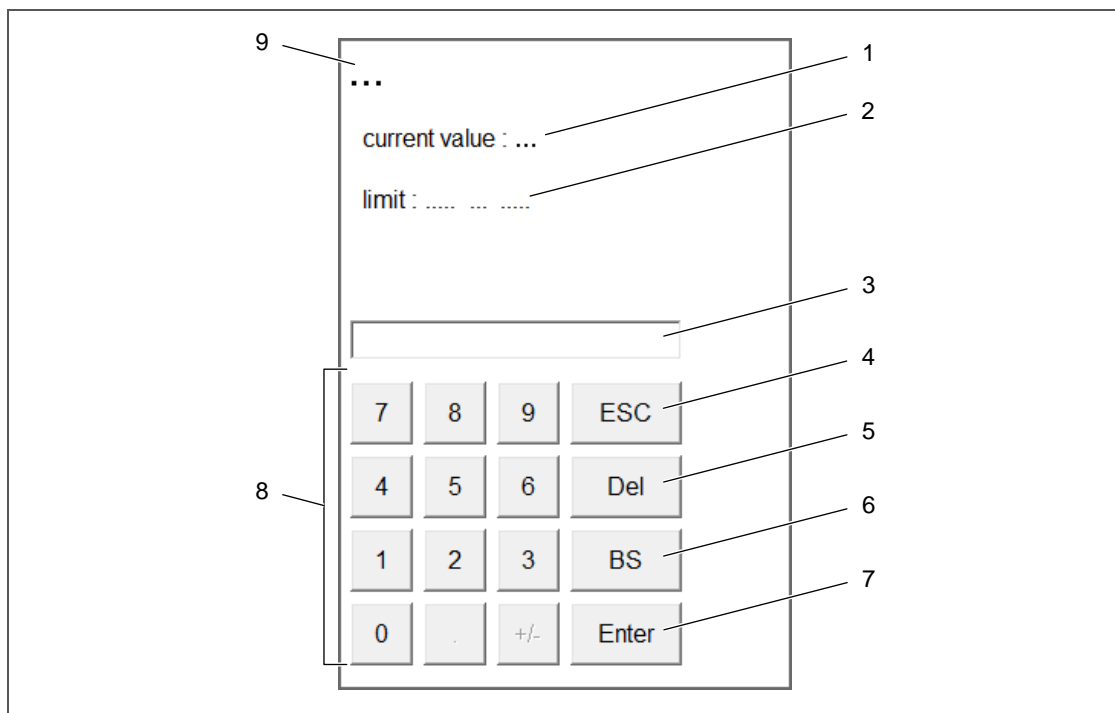 9
...
1
current value : ...
2
limit : ..... ... .....
3
4
7 8 9 ESC
5
4 5 6 Del
8
6
1 2 3 BS
7
0 . +/- Enter